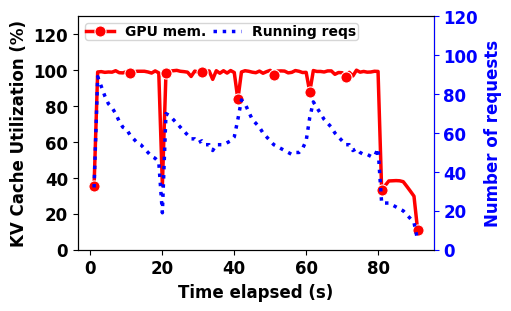 GPU mem. Running reqs
KV Cache Utilization (%)
120
100
80
60
40
20
0
120
100
80
60
40
20
0
Number of requests
0 20 40 60 80
Time elapsed (s)